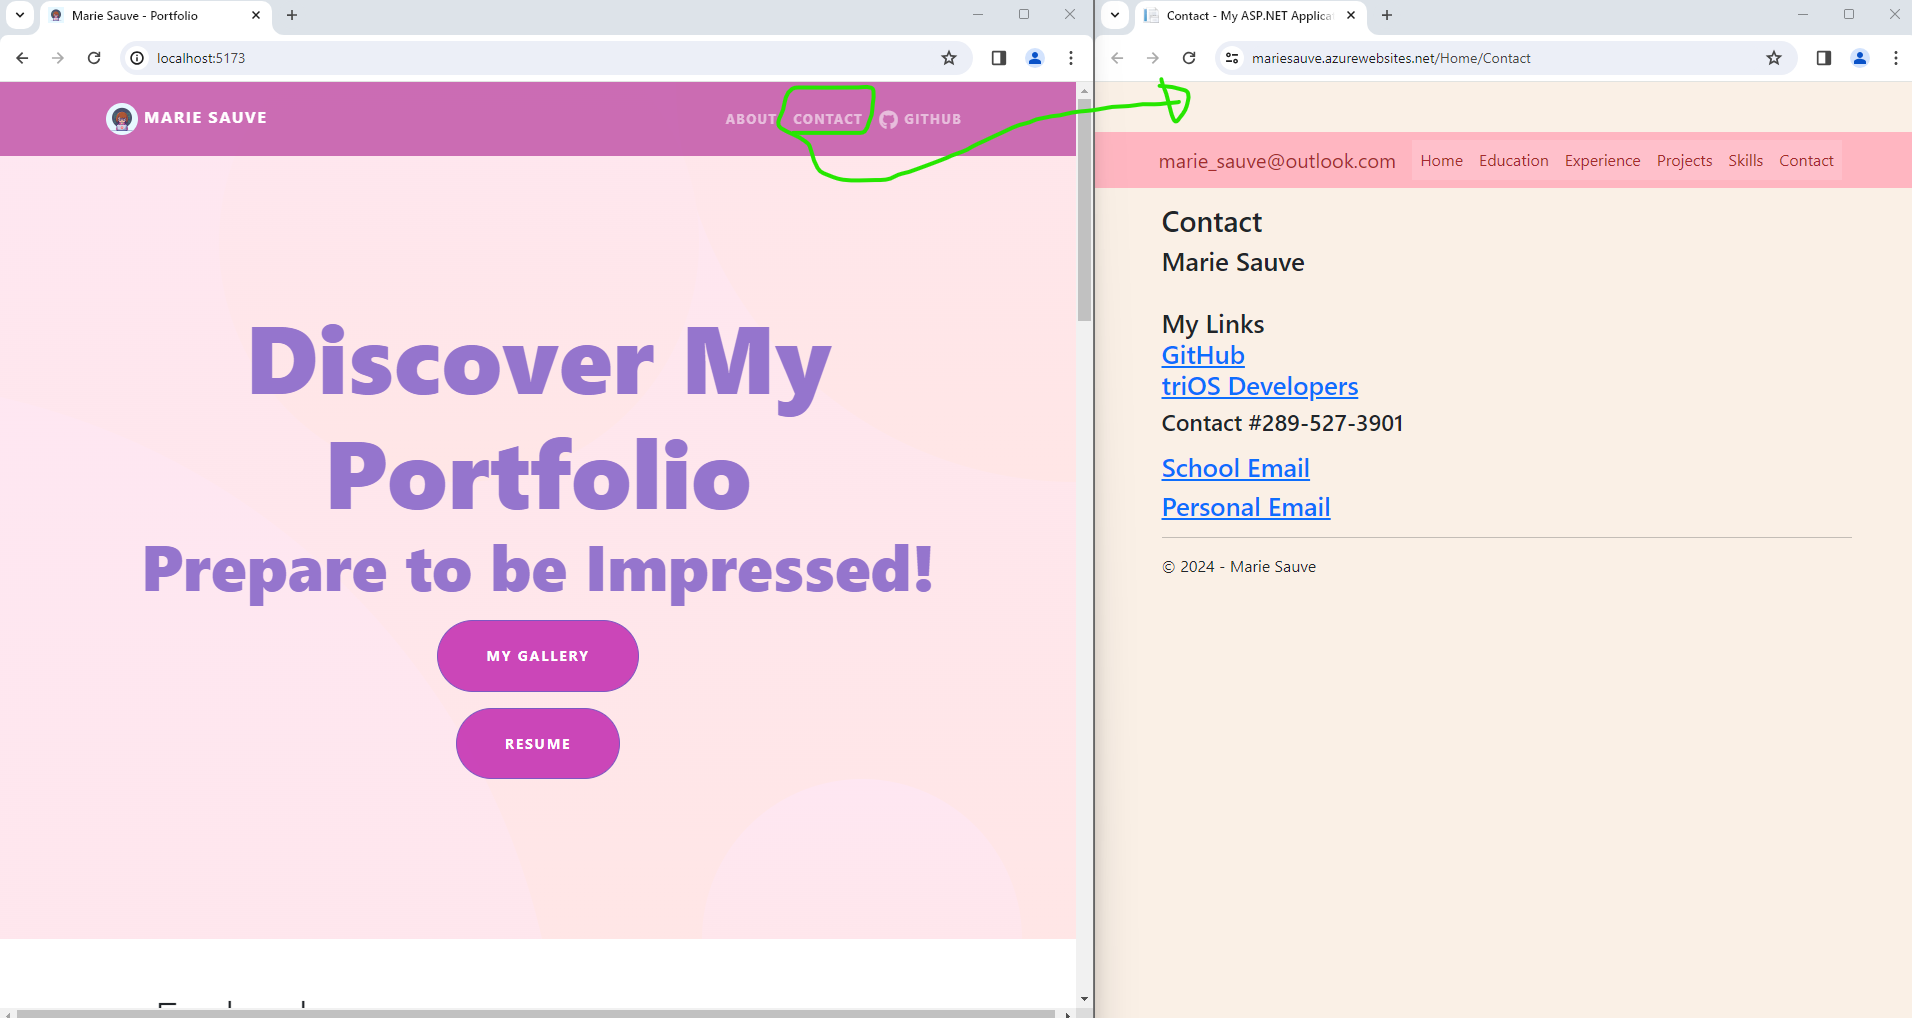 Marie Sauve - Portfolio
localhost:5173
MARIE SAUVE
ABOUT CONTACT GITHUB
Discover My
Portfolio
Prepare to be Impressed!
MY GALLERY
RESUME
Contact - My ASP.NET Applica
mariesauve.azurewebsites.net/Home/Contact
marie_sauve@outlook.com Home Education Experience Projects Skills Contact
Contact
Marie Sauve
My Links
GitHub
triOS Developers
Contact #289-527-3901
School Email
Personal Email
© 2024 - Marie Sauve